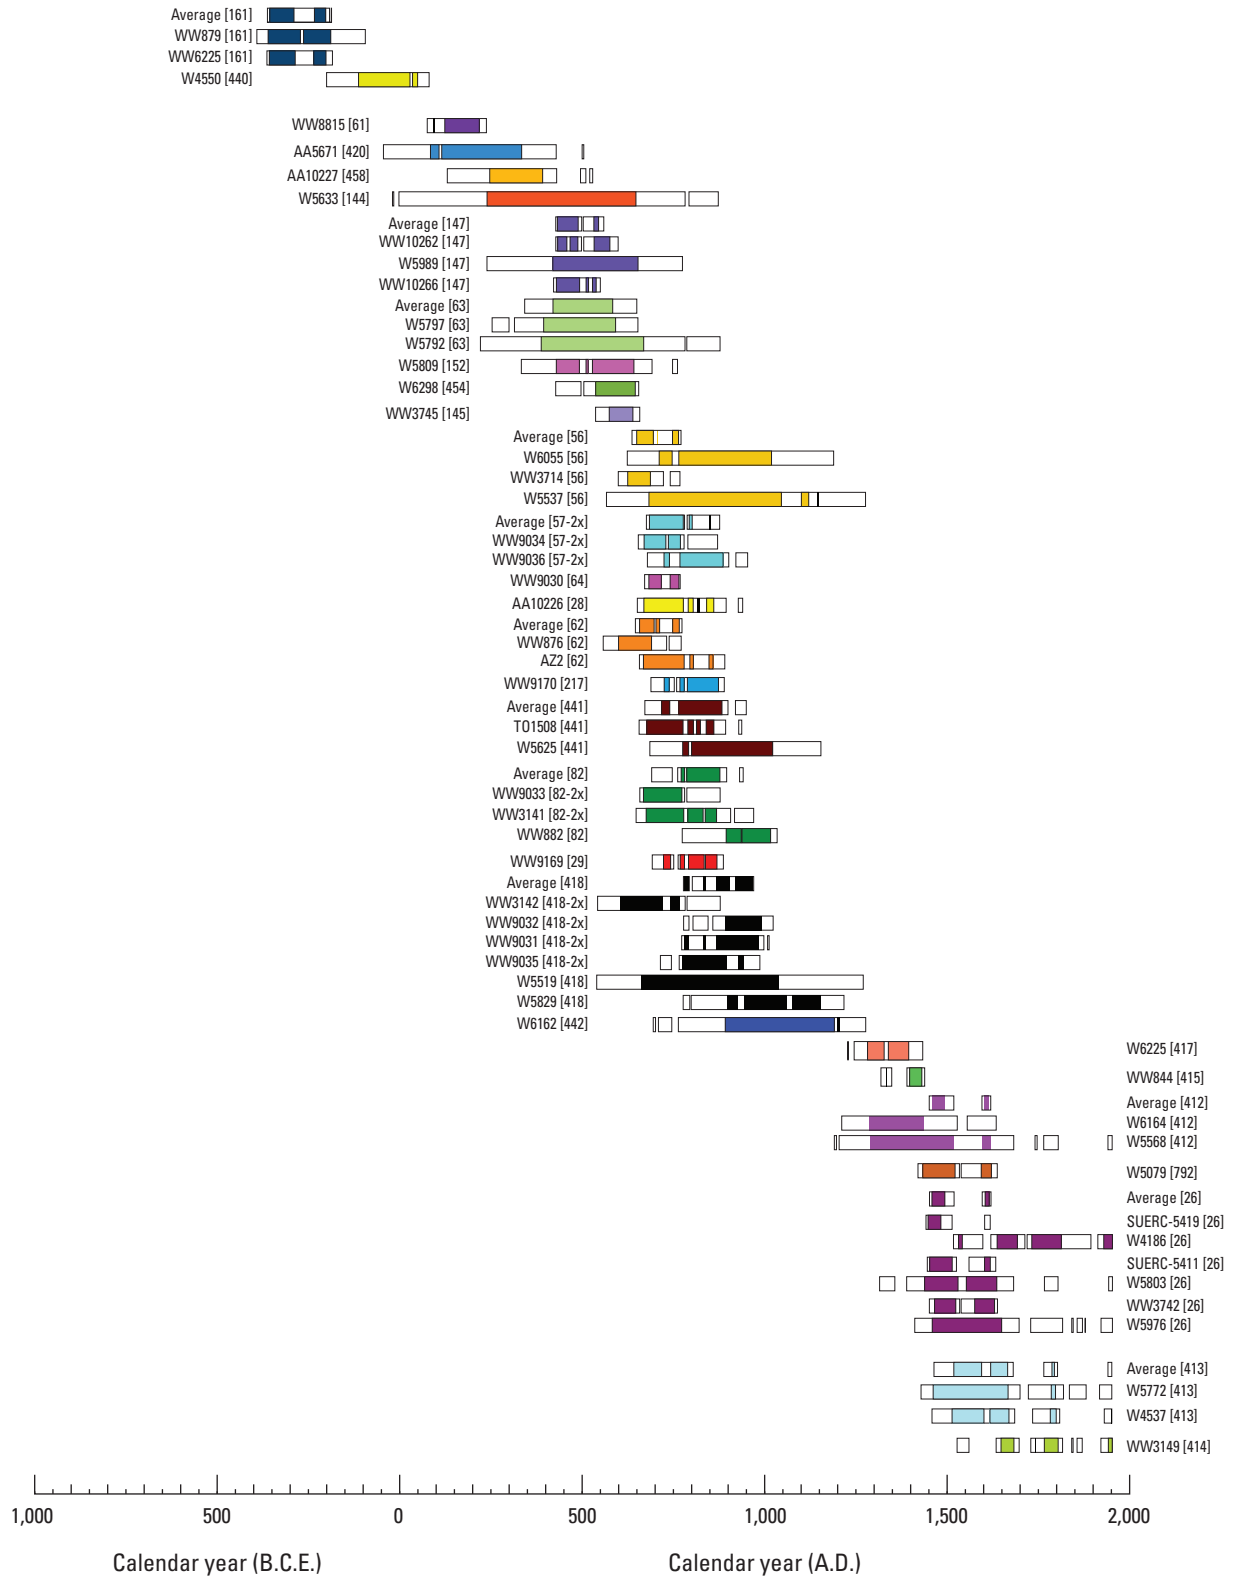 Average [161]
WW879 [161]
WW6225 [161]
W4550 [440]
WW8815 [61]
AA5671 [420]
AA10227 [458]
W5633 [144]
Average [147]
WW10262 [147]
W5989 [147]
WW10266 [147]
Average [63]
W5797 [63]
W5792 [63]
W5809 [152]
W6298 [454]
WW3745 [145]
Average [56]
W6055 [56]
WW3714 [56]
W5537 [56]
Average [57-2x]
WW9034 [57-2x]
WW9036 [57-2x]
WW9030 [64]
AA10226 [28]
Average [62]
WW876 [62]
AZ2 [62]
WW9170 [217]
Average [441]
TO1508 [441]
W5625 [441]
Average [82]
WW9033 [82-2x]
WW3141 [82-2x]
WW882 [82]
WW9169 [29]
Average [418]
WW3142 [418-2x]
WW9032 [418-2x]
WW9031 [418-2x]
WW9035 [418-2x]
W5519 [418]
W5829 [418]
W6162 [442]
W6225 [417]
WW844 [415]
Average [412]
W6164 [412]
W5568 [412]
W5079 [792]
Average [26]
SUERC-5419 [26]
W4186 [26]
SUERC-5411 [26]
W5803 [26]
WW3742 [26]
W5976 [26]
Average [413]
W5772 [413]
W4537 [413]
WW3149 [414]
1,000 500 0 500 1,000 1,500 2,000
Calendar year (B.C.E.) Calendar year (A.D.)